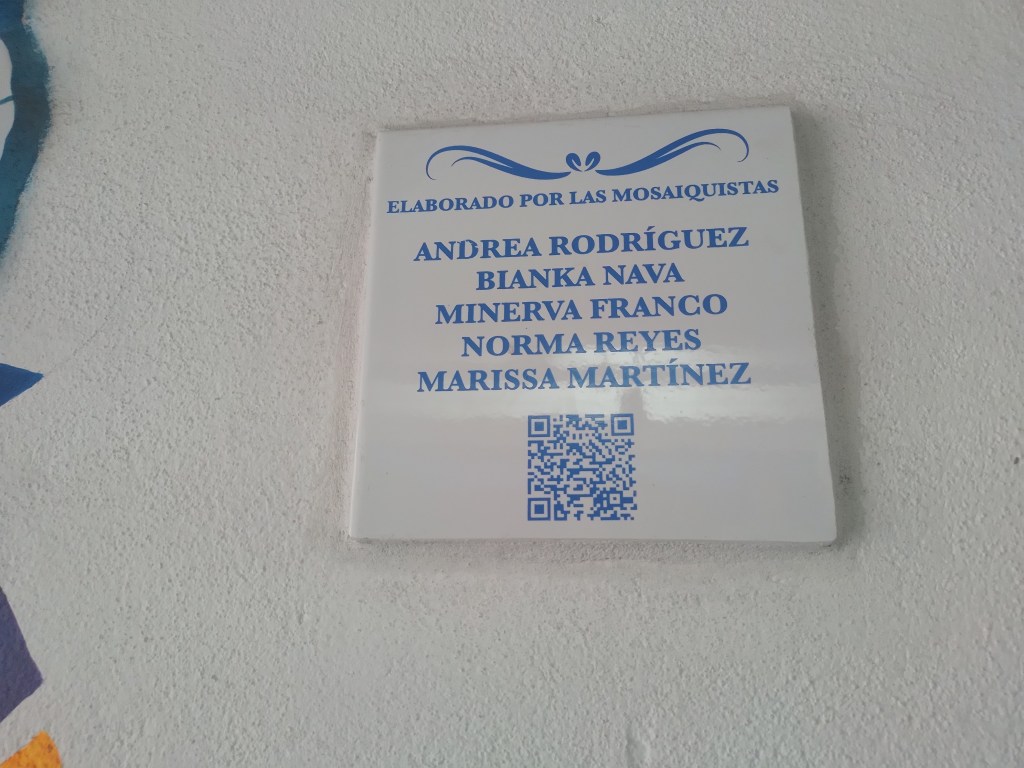 ELABORADO POR LAS MOSAIQUISTAS
ANDREA RODRÍGUEZ
BIANKA NAVA
MINERVA FRANCO
NORMA REYES
MARISSA MARTÍNEZ